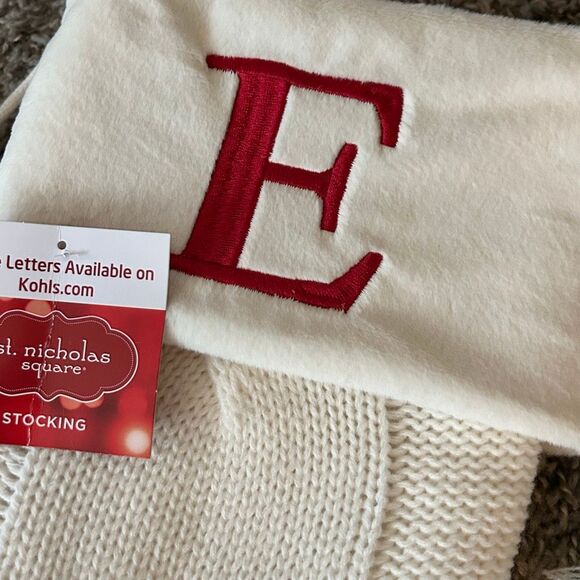 E
Letters Available on
Kohls.com
st. nicholas
square®
STOCKING